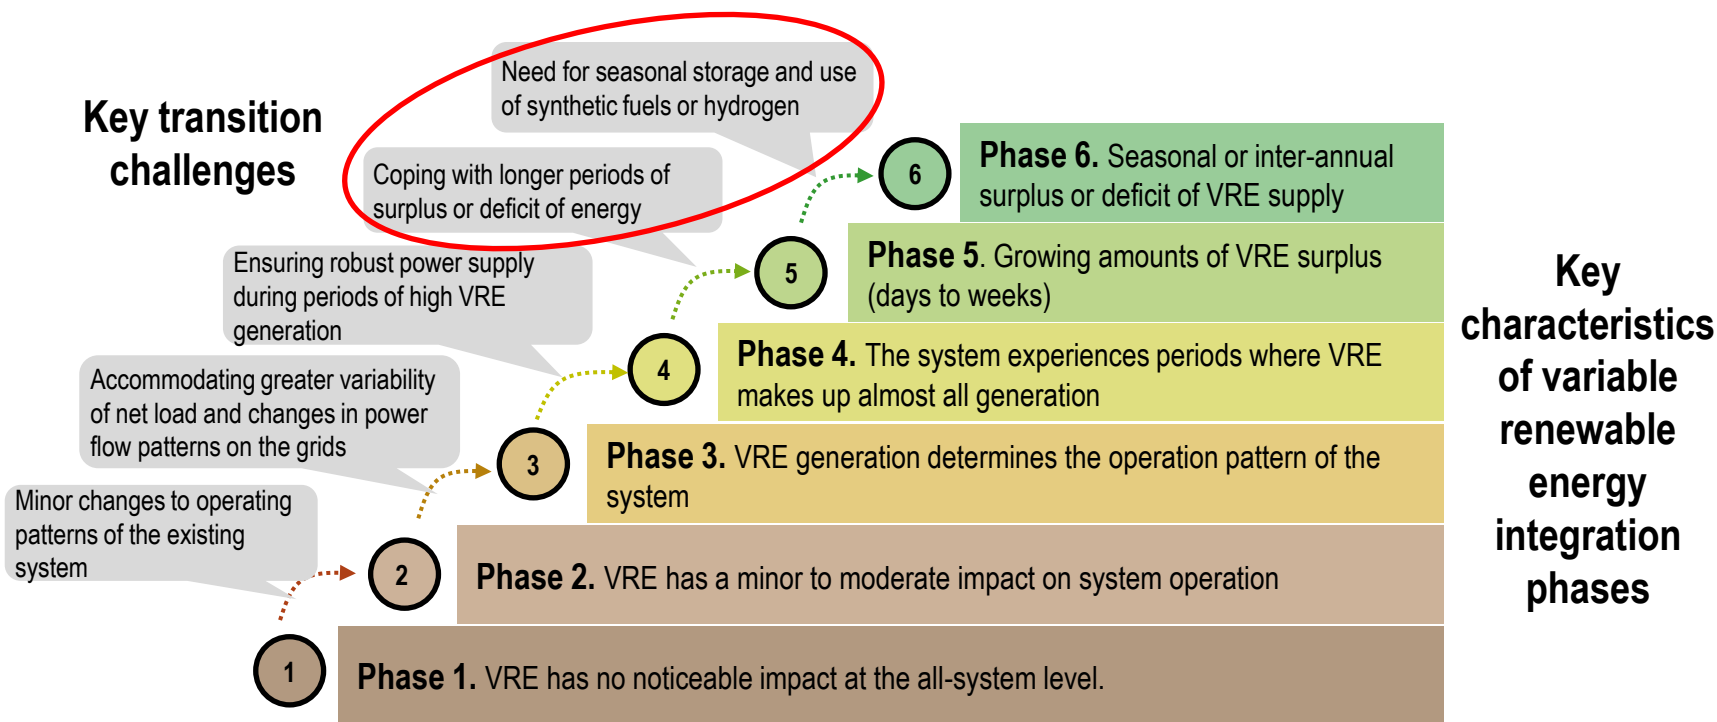 Key transition
challenges
Need for seasonal storage and use
of synthetic fuels or hydrogen
Coping with longer periods of
surplus or deficit of energy
Ensuring robust power supply
during periods of high VRE
generation
Accommodating greater variability
of net load and changes in power
flow patterns on the grids
Minor changes to operating
patterns of the existing
system
6
Phase 6. Seasonal or inter-annual
surplus or deficit of VRE supply
5
Phase 5. Growing amounts of VRE surplus
(days to weeks)
4
Phase 4. The system experiences periods where VRE
makes up almost all generation
3
Phase 3. VRE generation determines the operation pattern of the
system
2
Phase 2. VRE has a minor to moderate impact on system operation
1
Phase 1. VRE has no noticeable impact at the all-system level.
Key
characteristics
of variable
renewable
energy
integration
phases